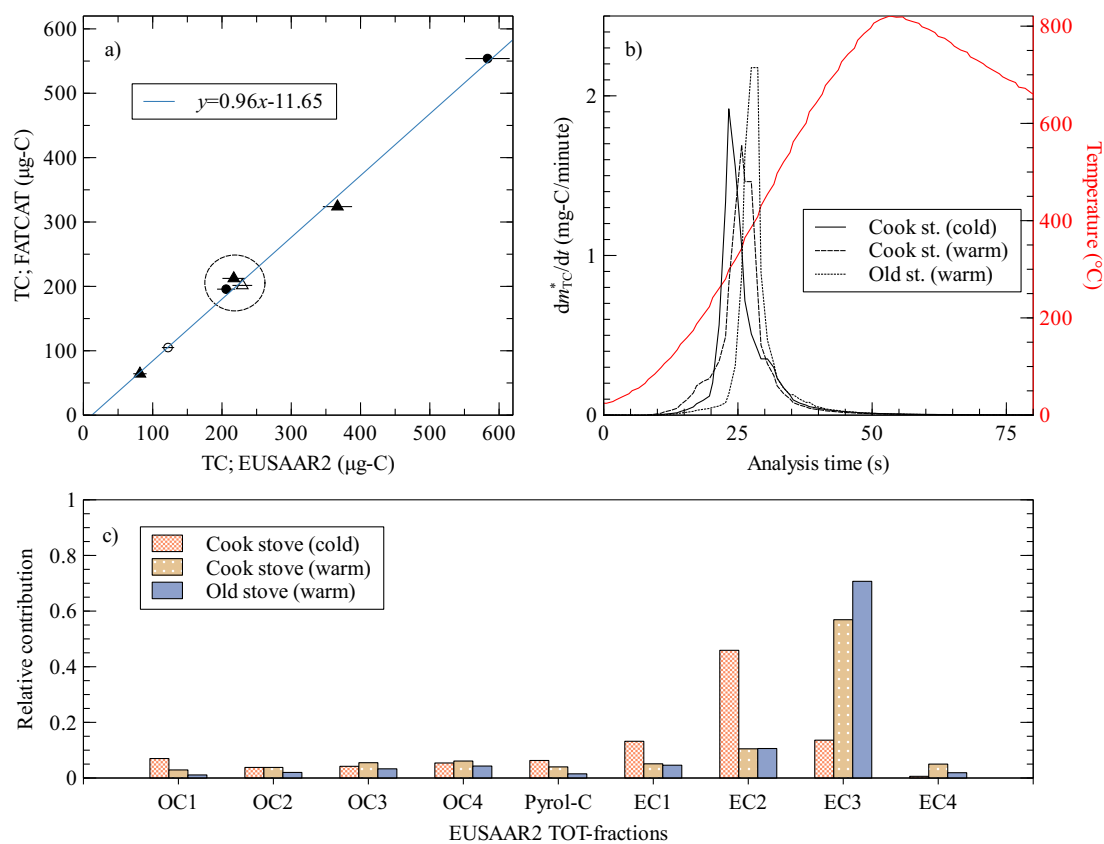 a)
y=0.96x-11.65
TC; FATCAT (μg-C)
600
500
400
300
200
100
0
0 100 200 300 400 500 600
TC; EUSAAR2 (μg-C)
b)
dm*TC/dt (mg-C/minute)
2
1
0
Cook st. (cold)
Cook st. (warm)
Old st. (warm)
800
600
400
200
0
Temperature (°C)
0 25 50 75
Analysis time (s)
c)
Cook stove (cold)
Cook stove (warm)
Old stove (warm)
Relative contribution
1
0.8
0.6
0.4
0.2
0
OC1 OC2 OC3 OC4 Pyrol-C EC1 EC2 EC3 EC4
EUSAAR2 TOT-fractions